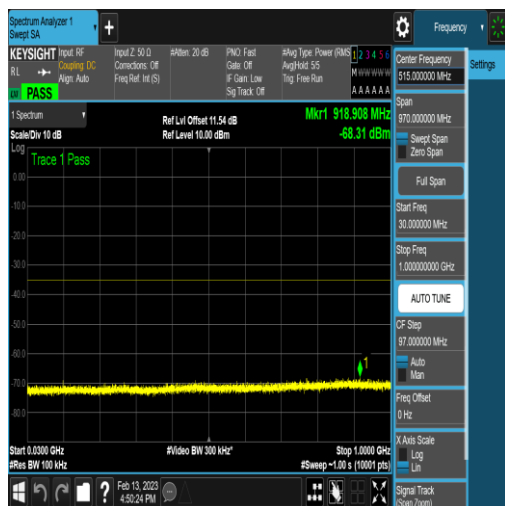 Spectrum Analyzer 1
Swept SA
+
Frequency
KEYSIGHT
RL
Input: RF
Coupling: DC
Align: Auto
Input Z: 50 Ω
Corrections: Off
Freq Ref: Int (S)
#Atten: 20 dB
PNO: Fast
Gate: Off
IF Gain: Low
Sig Track: Off
#Avg Type: Power (RMS
Avg|Hold: 5/5
Trig: Free Run
1 2 3 4 5 6
M W W W W W
A A A A A A
PASS
1 Spectrum
Scale/Div 10 dB
Ref Lvl Offset 11.54 dB
Ref Level 10.00 dBm
Mkr1 918.908 MHz
-68.31 dBm
Log
Trace 1 Pass
0.00
-10.0
-20.0
-30.0
-40.0
-50.0
-60.0
-70.0
-80.0
1
Start 0.0300 GHz
#Res BW 100 kHz
#Video BW 300 kHz*
Stop 1.0000 GHz
#Sweep ~1.00 s (10001 pts)
Center Frequency
515.000000 MHz
Settings
Span
970.000000 MHz
Swept Span
Zero Span
Full Span
Start Freq
30.000000 MHz
Stop Freq
1.000000000 GHz
AUTO TUNE
CF Step
97.000000 MHz
Auto
Man
Freq Offset
0 Hz
X Axis Scale
Log
Lin
Signal Track
(Span Zoom)
?
Feb 13, 2023
4:50:24 PM